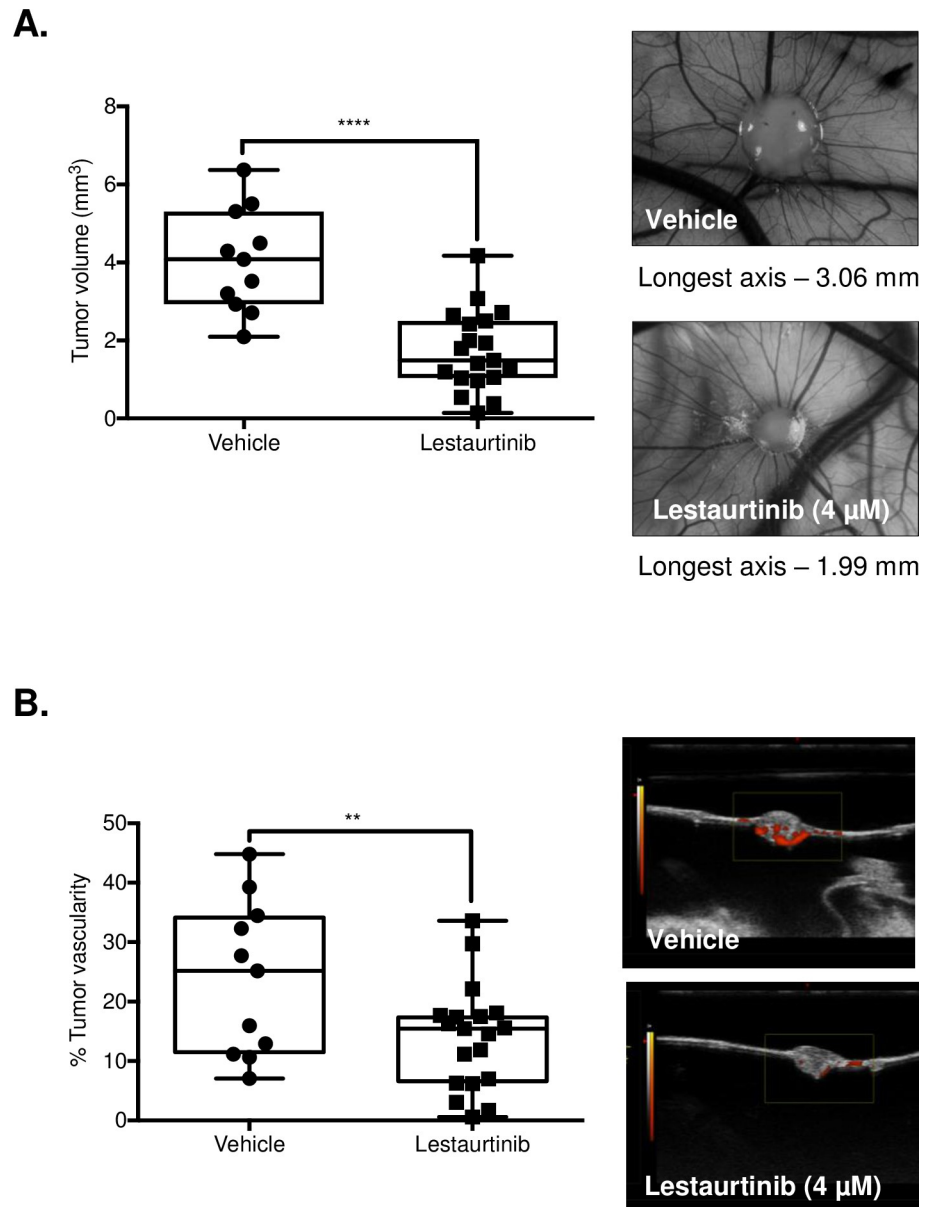 A.
Tumor volume (mm³)
8
6
4
2
0
****
Vehicle
Lestaurtinib
Vehicle
Longest axis – 3.06 mm
Lestaurtinib (4 µM)
Longest axis – 1.99 mm
B.
% Tumor vascularity
50
40
30
20
10
0
**
Vehicle
Lestaurtinib
Vehicle
Lestaurtinib (4 µM)